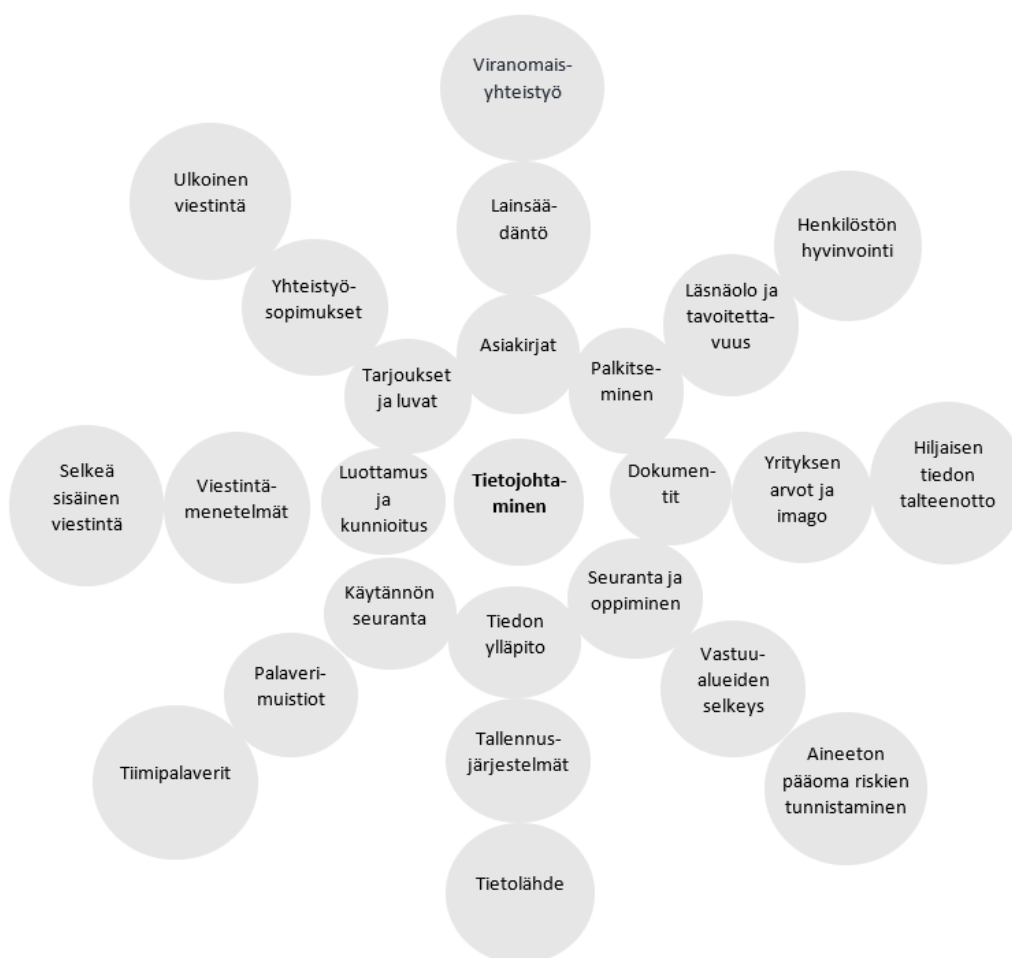 Viranomais-
yhteistyö
Ulkoinen
viestintä
Lainsää-
däntö
Henkilöstön
hyvinvointi
Yhteistyö-
sopimukset
Läsnäolo ja
tavoitetta-
vuus
Asiakirjat
Tarjoukset
ja luvat
Palkitse-
minen
Selkeä
sisäinen
viestintä
Viestintä-
menetelmät
Luottamus
ja
kunnioitus
Tietojohta-
minen
Dokumen-
tit
Yrityksen
arvot ja
imago
Hiljaisen
tiedon
talteenotto
Käytännön
seuranta
Tiedon
ylläpito
Seuranta ja
oppiminen
Palaveri-
muistiot
Vastuu-
alueiden
selkeys
Tiimipalaverit
Tallennus-
järjestelmät
Aineeton
pääoma riskien
tunnistaminen
Tietolähde